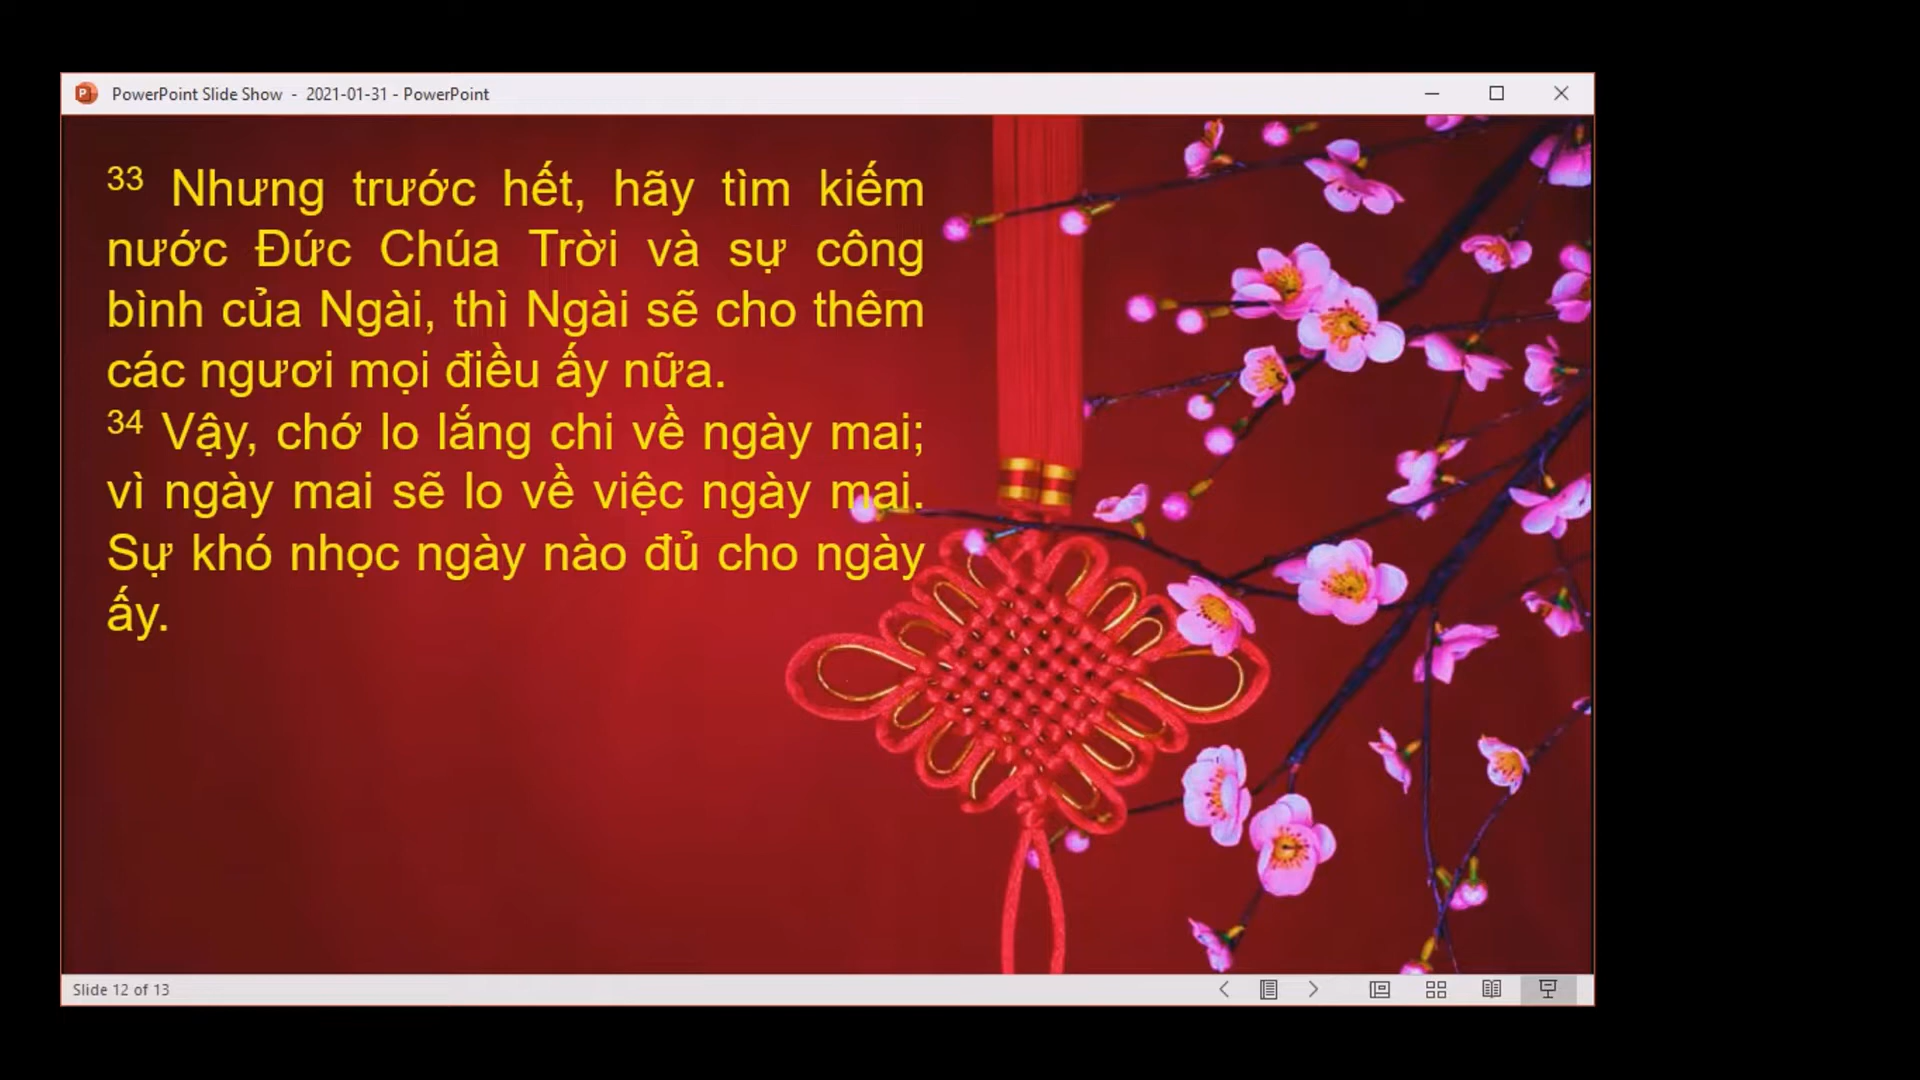 PowerPoint Slide Show - 2021-01-31 - PowerPoint
33 Nhưng trước hết, hãy tìm kiếm
nước Đức Chúa Trời và sự công
bình của Ngài, thì Ngài sẽ cho thêm
các ngươi mọi điều ấy nữa.
34 Vậy, chớ lo lắng chi về ngày mai;
vì ngày mai sẽ lo về việc ngày mai.
Sự khó nhọc ngày nào đủ cho ngày
ấy.
Slide 12 of 13